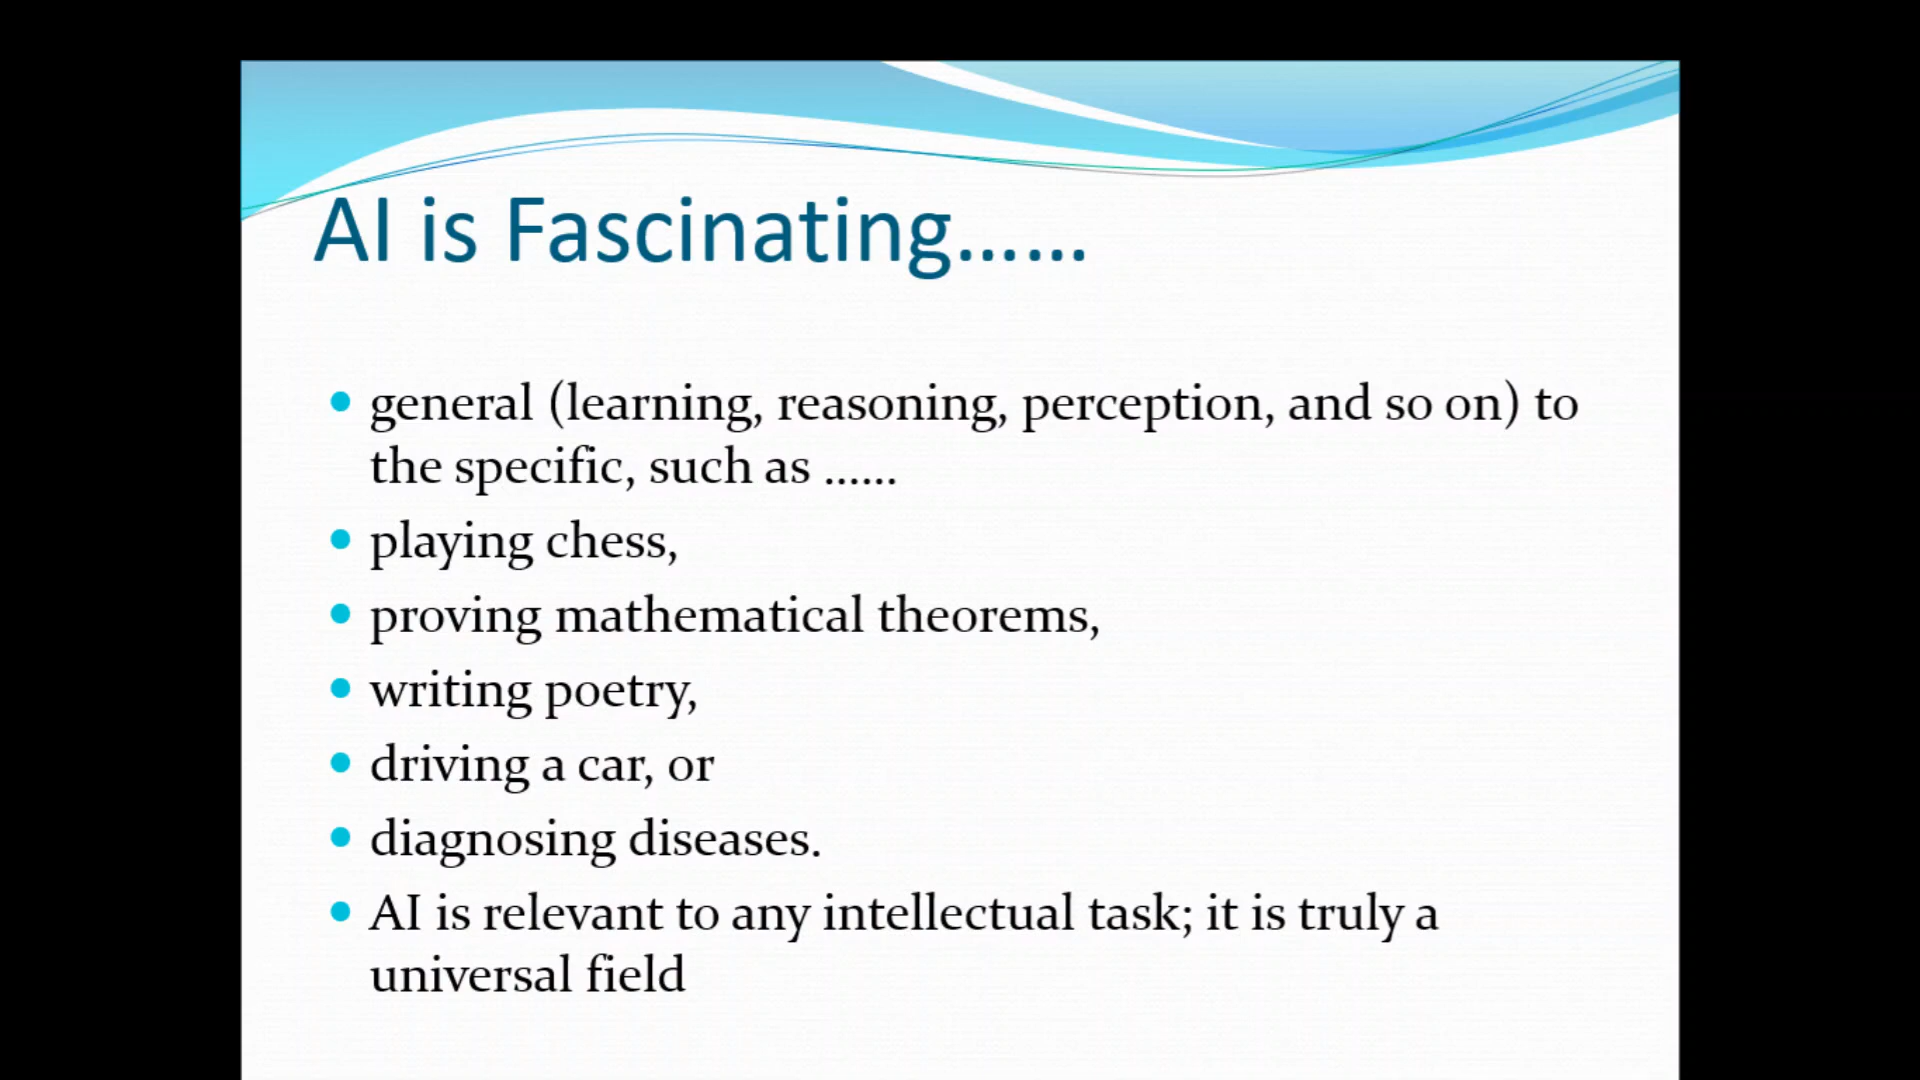 AI is Fascinating......
general (learning, reasoning, perception, and so on) to
the specific, such as ......
playing chess,
proving mathematical theorems,
writing poetry,
driving a car, or
diagnosing diseases.
AI is relevant to any intellectual task; it is truly a
universal field